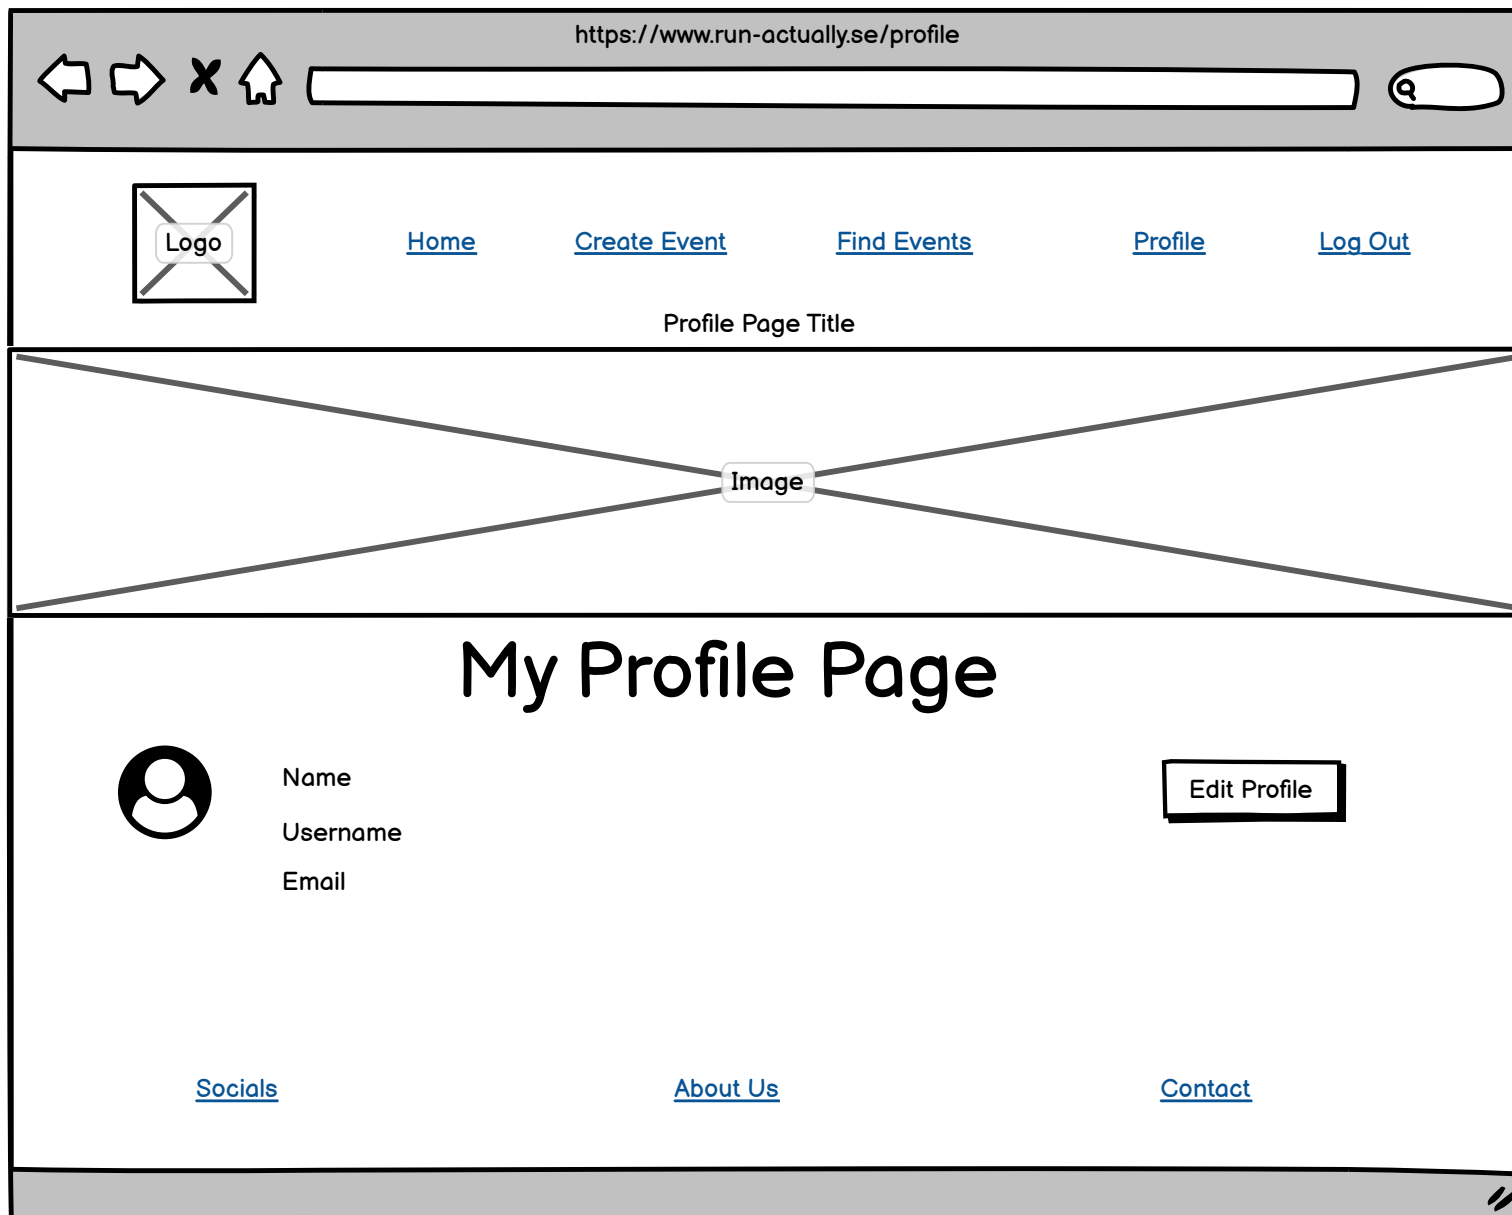 https://www.run-actually.se/profile
Logo
Home Create Event Find Events Profile Log Out
Profile Page Title
Image
My Profile Page
Name
Edit Profile
Username
Email
Socials About Us Contact